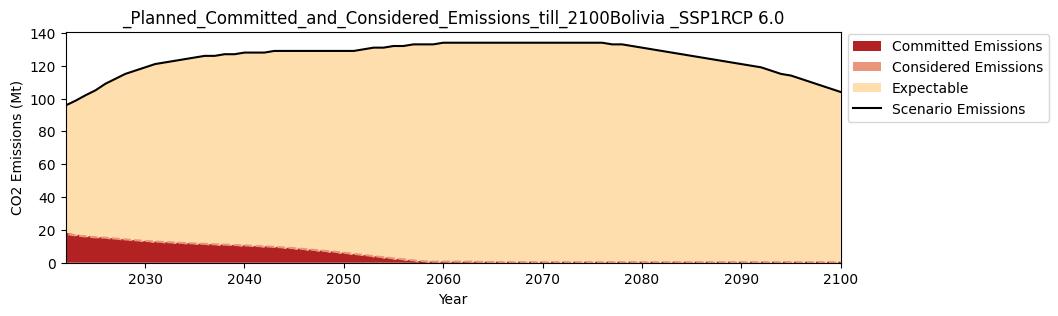 _Planned_Committed_and_Considered_Emissions_till_2100Bolivia _SSP1RCP 6.0
140
120
100
80
60
40
20
0
CO2 Emissions (Mt)
2030 2040 2050 2060 2070 2080 2090 2100
Year
Committed Emissions
Considered Emissions
Expectable
Scenario Emissions